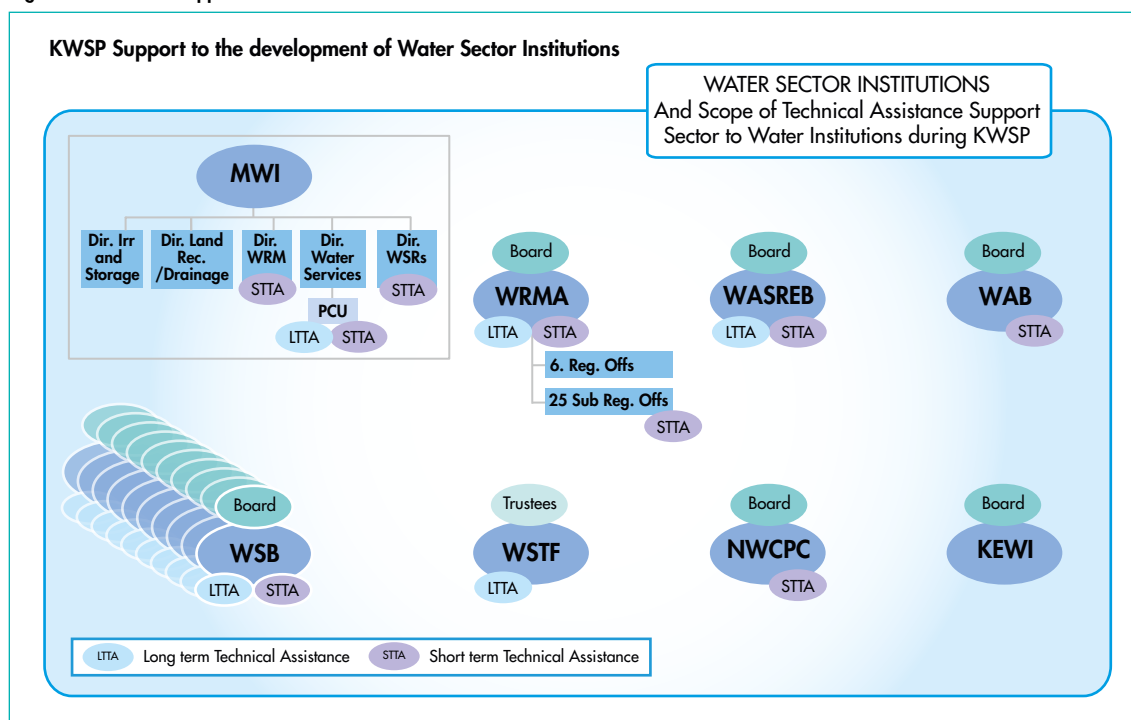 KWSP Support to the development of Water Sector Institutions
WATER SECTOR INSTITUTIONS
And Scope of Technical Assistance Support
Sector to Water Institutions during KWSP
MWI
Dir. Irr
and
Storage
Dir. Land
Rec.
/Drainage
Dir.
WRM
STTA
Dir.
Water
Services
PCU
LTTA
STTA
Dir.
WSRs
STTA
Board
WRMA
LTTA
STTA
6. Reg. Offs
25 Sub Reg. Offs
STTA
Board
WASREB
LTTA
STTA
Board
WAB
STTA
Board
WSB
LTTA
STTA
Trustees
WSTF
LTTA
Board
NWCPC
STTA
Board
KEWI
LTTA Long term Technical Assistance
STTA Short term Technical Assistance